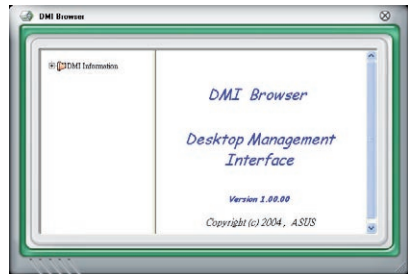 DMI Browser
DMI Information
DMI Browser
Desktop Management
Interface
Version 1.00.00
Copyright (c) 2004, ASUS